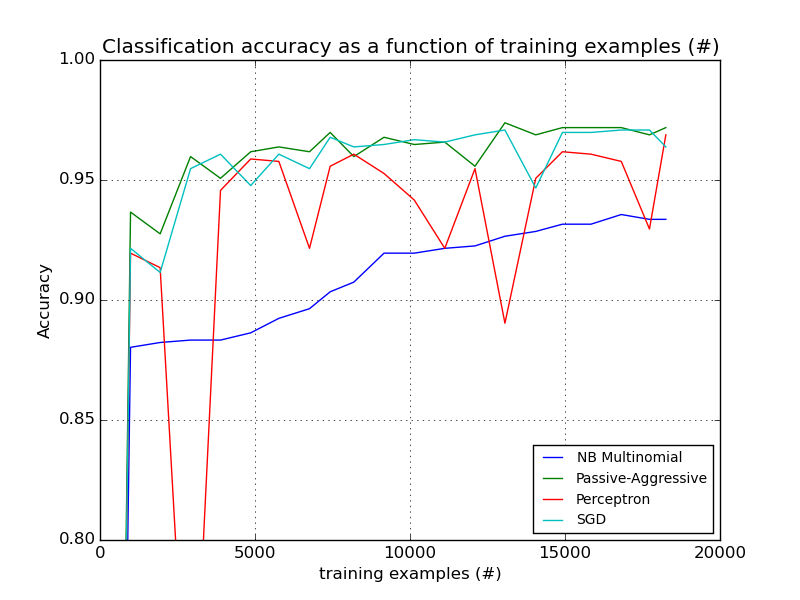 Classification accuracy as a function of training examples (#)
1.00
0.95
0.90
0.85
0.80
Accuracy
NB Multinomial
Passive-Aggressive
Perceptron
SGD
0 5000 10000 15000 20000
training examples (#)